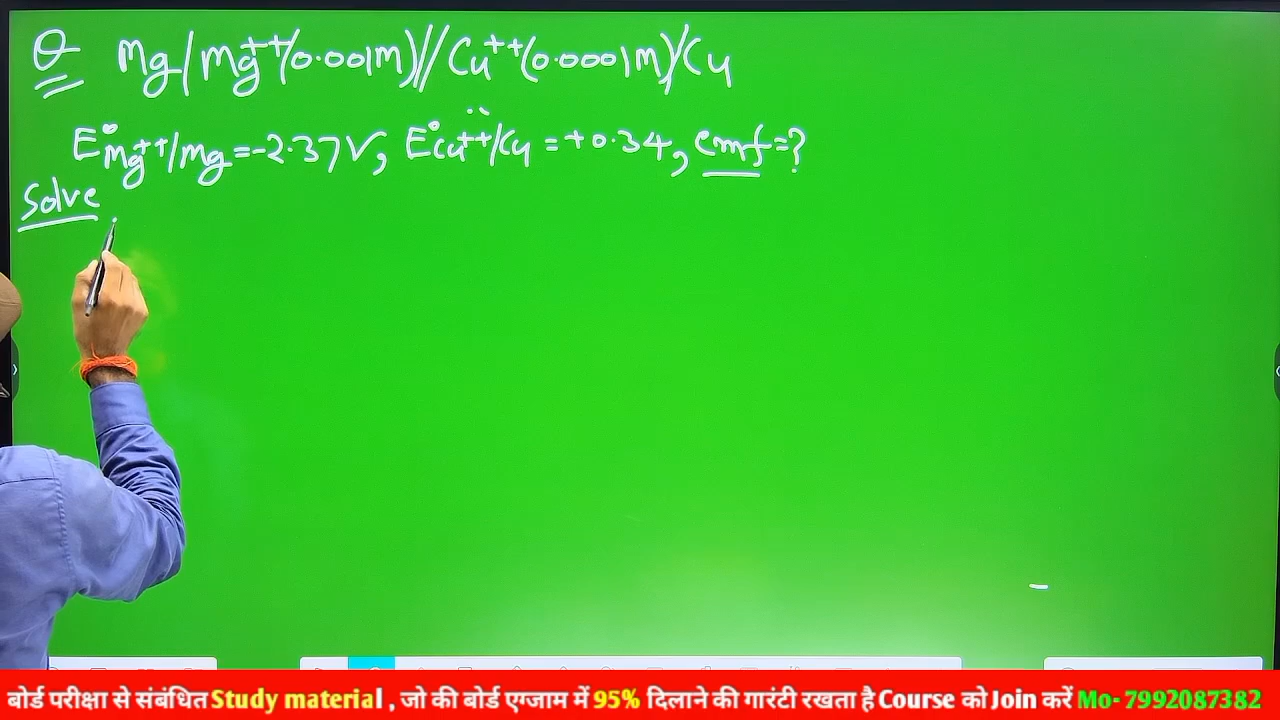 Q Mg/Mg++(0.001M)//Cu++(0.0001M)/Cu
E°Mg++/Mg=-2.37V, E°Cu++/Cu=+0.34, emf=?
Solve
बोर्ड परीक्षा से संबंधित Study material , जो की बोर्ड एग्जाम में 95% दिलाने की गारंटी रखता है Course को Join करें Mo- 7992087382